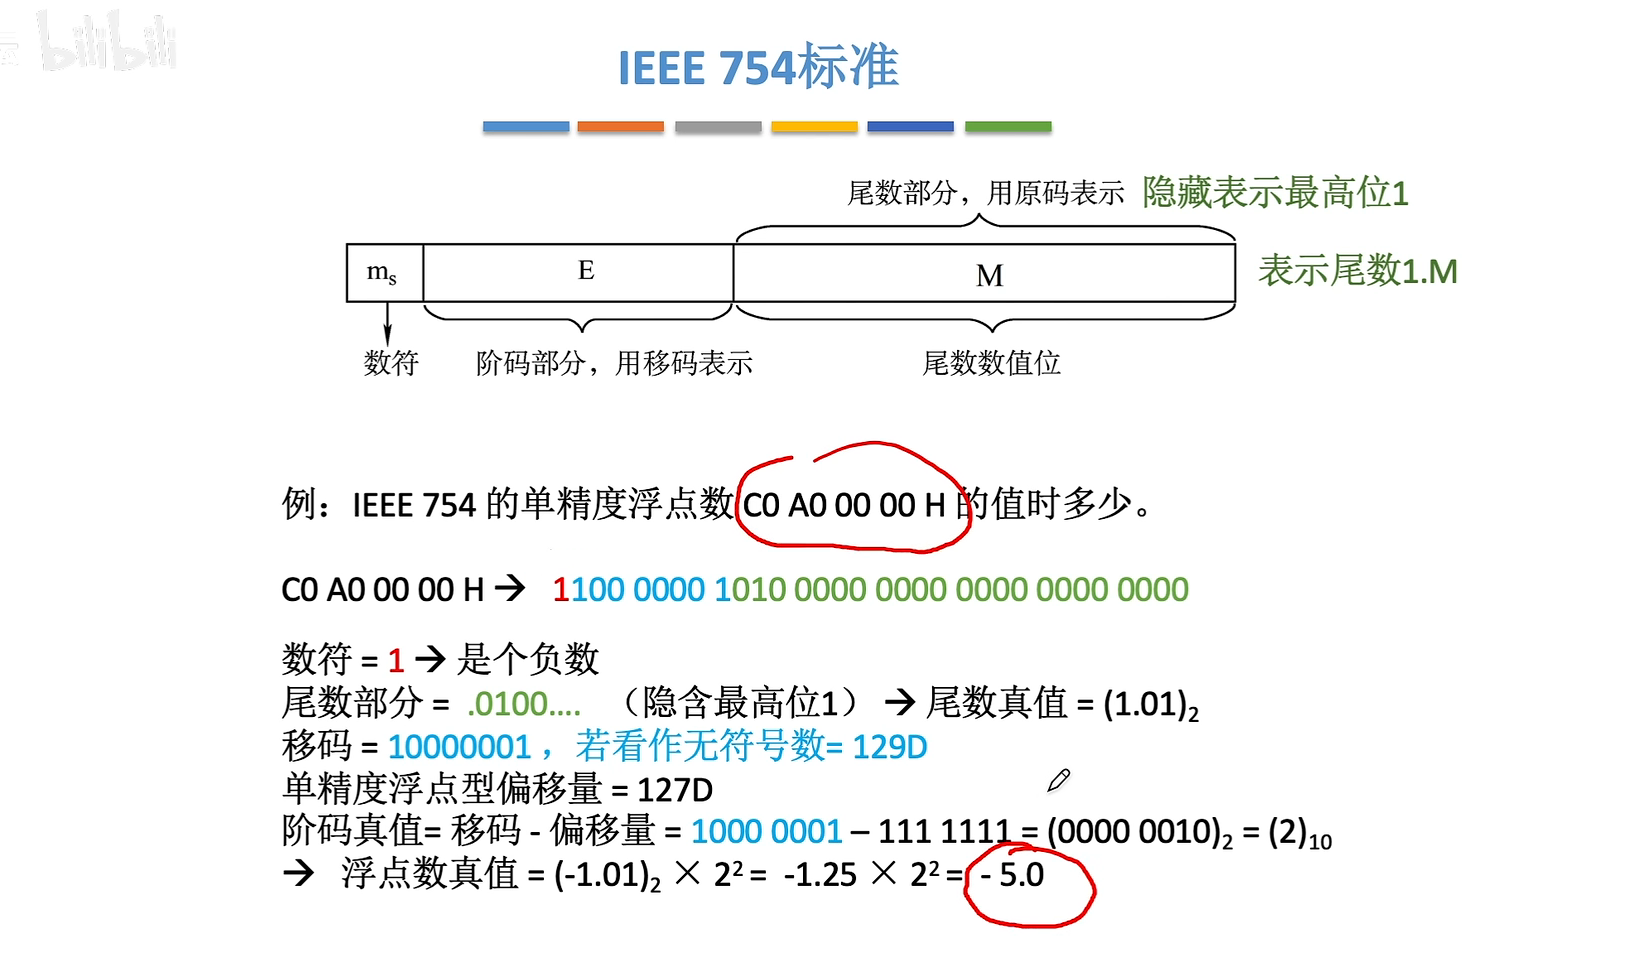 bilibili
IEEE 754标准
尾数部分，用原码表示 隐藏表示最高位1
mₛ E M 表示尾数1.M
数符 阶码部分，用移码表示 尾数数值位
例：IEEE 754 的单精度浮点数 C0 A0 00 00 H 的值时多少。
C0 A0 00 00 H → 1100 0000 1010 0000 0000 0000 0000 0000
数符 = 1 → 是个负数
尾数部分 = .0100.... （隐含最高位1） → 尾数真值 = (1.01)₂
移码 = 10000001 ，若看作无符号数= 129D
单精度浮点型偏移量 = 127D
阶码真值= 移码 - 偏移量 = 1000 0001 – 111 1111 = (0000 0010)₂ = (2)₁₀
→ 浮点数真值 = (-1.01)₂ × 2² = -1.25 × 2² = - 5.0